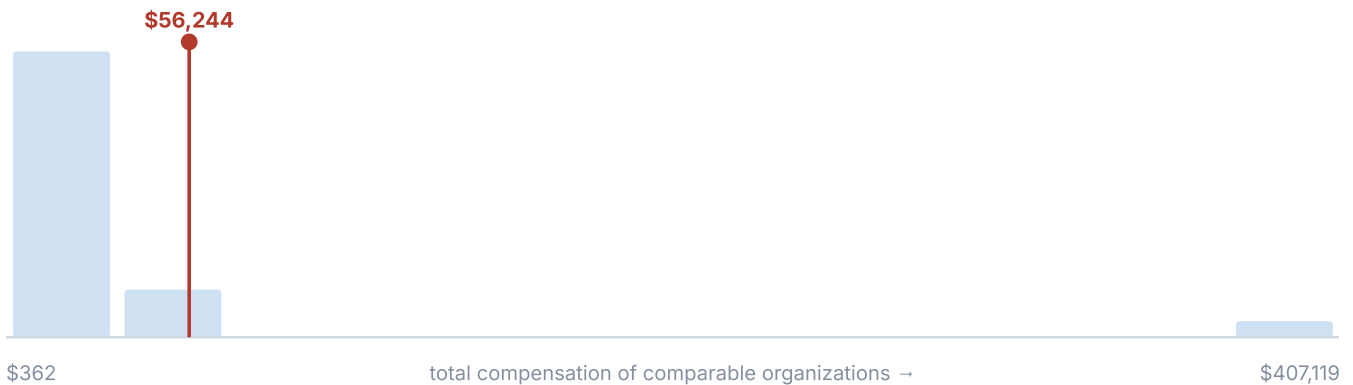 $56,244
$362
total compensation of comparable organizations →
$407,119